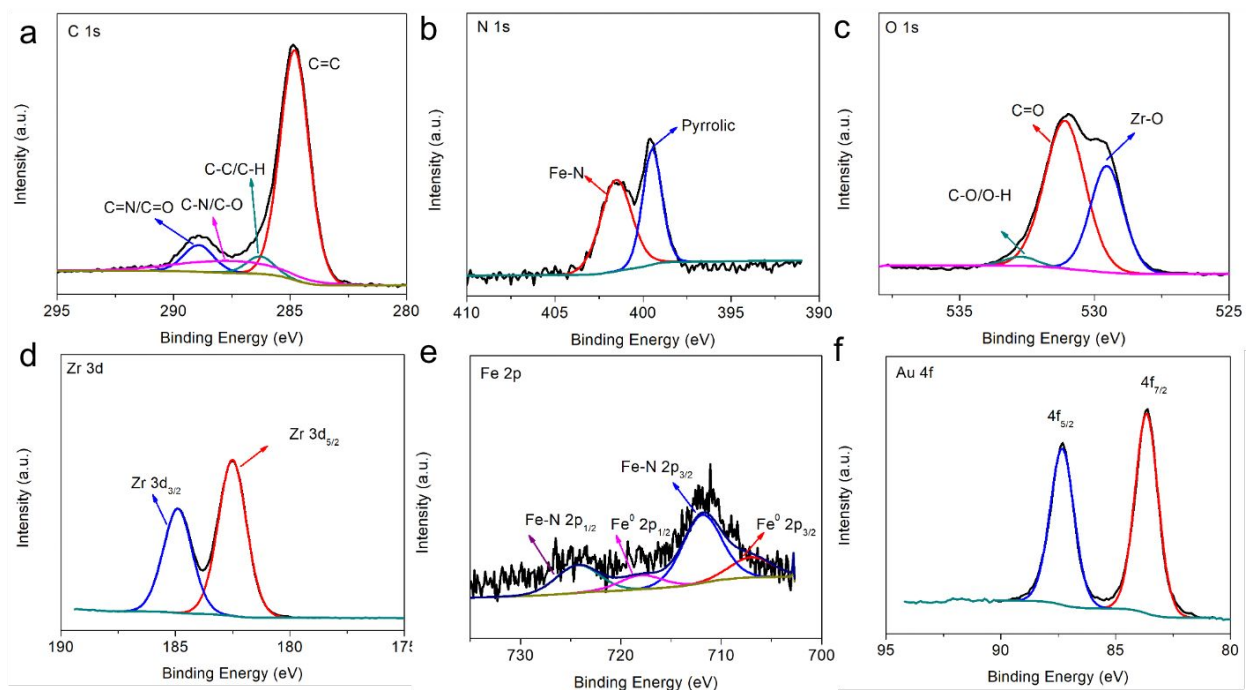 a
C 1s
C=C
C-C/C-H
C=N/C=O
C-N/C-O
Intensity (a.u.)
295 290 285 280
Binding Energy (eV)
b
N 1s
Pyrrolic
Fe-N
Intensity (a.u.)
410 405 400 395 390
Binding Energy (eV)
c
O 1s
C=O
Zr-O
C-O/O-H
Intensity (a.u.)
535 530 525
Binding Energy (eV)
d
Zr 3d
Zr 3d5/2
Zr 3d3/2
Intensity (a.u.)
190 185 180 175
Binding Energy (eV)
e
Fe 2p
Fe-N 2p3/2
Fe-N 2p1/2
Fe0 2p1/2
Fe0 2p3/2
Intensity (a.u.)
730 720 710 700
Binding Energy (eV)
f
Au 4f
4f7/2
4f5/2
Intensity (a.u.)
95 90 85 80
Binding Energy (eV)